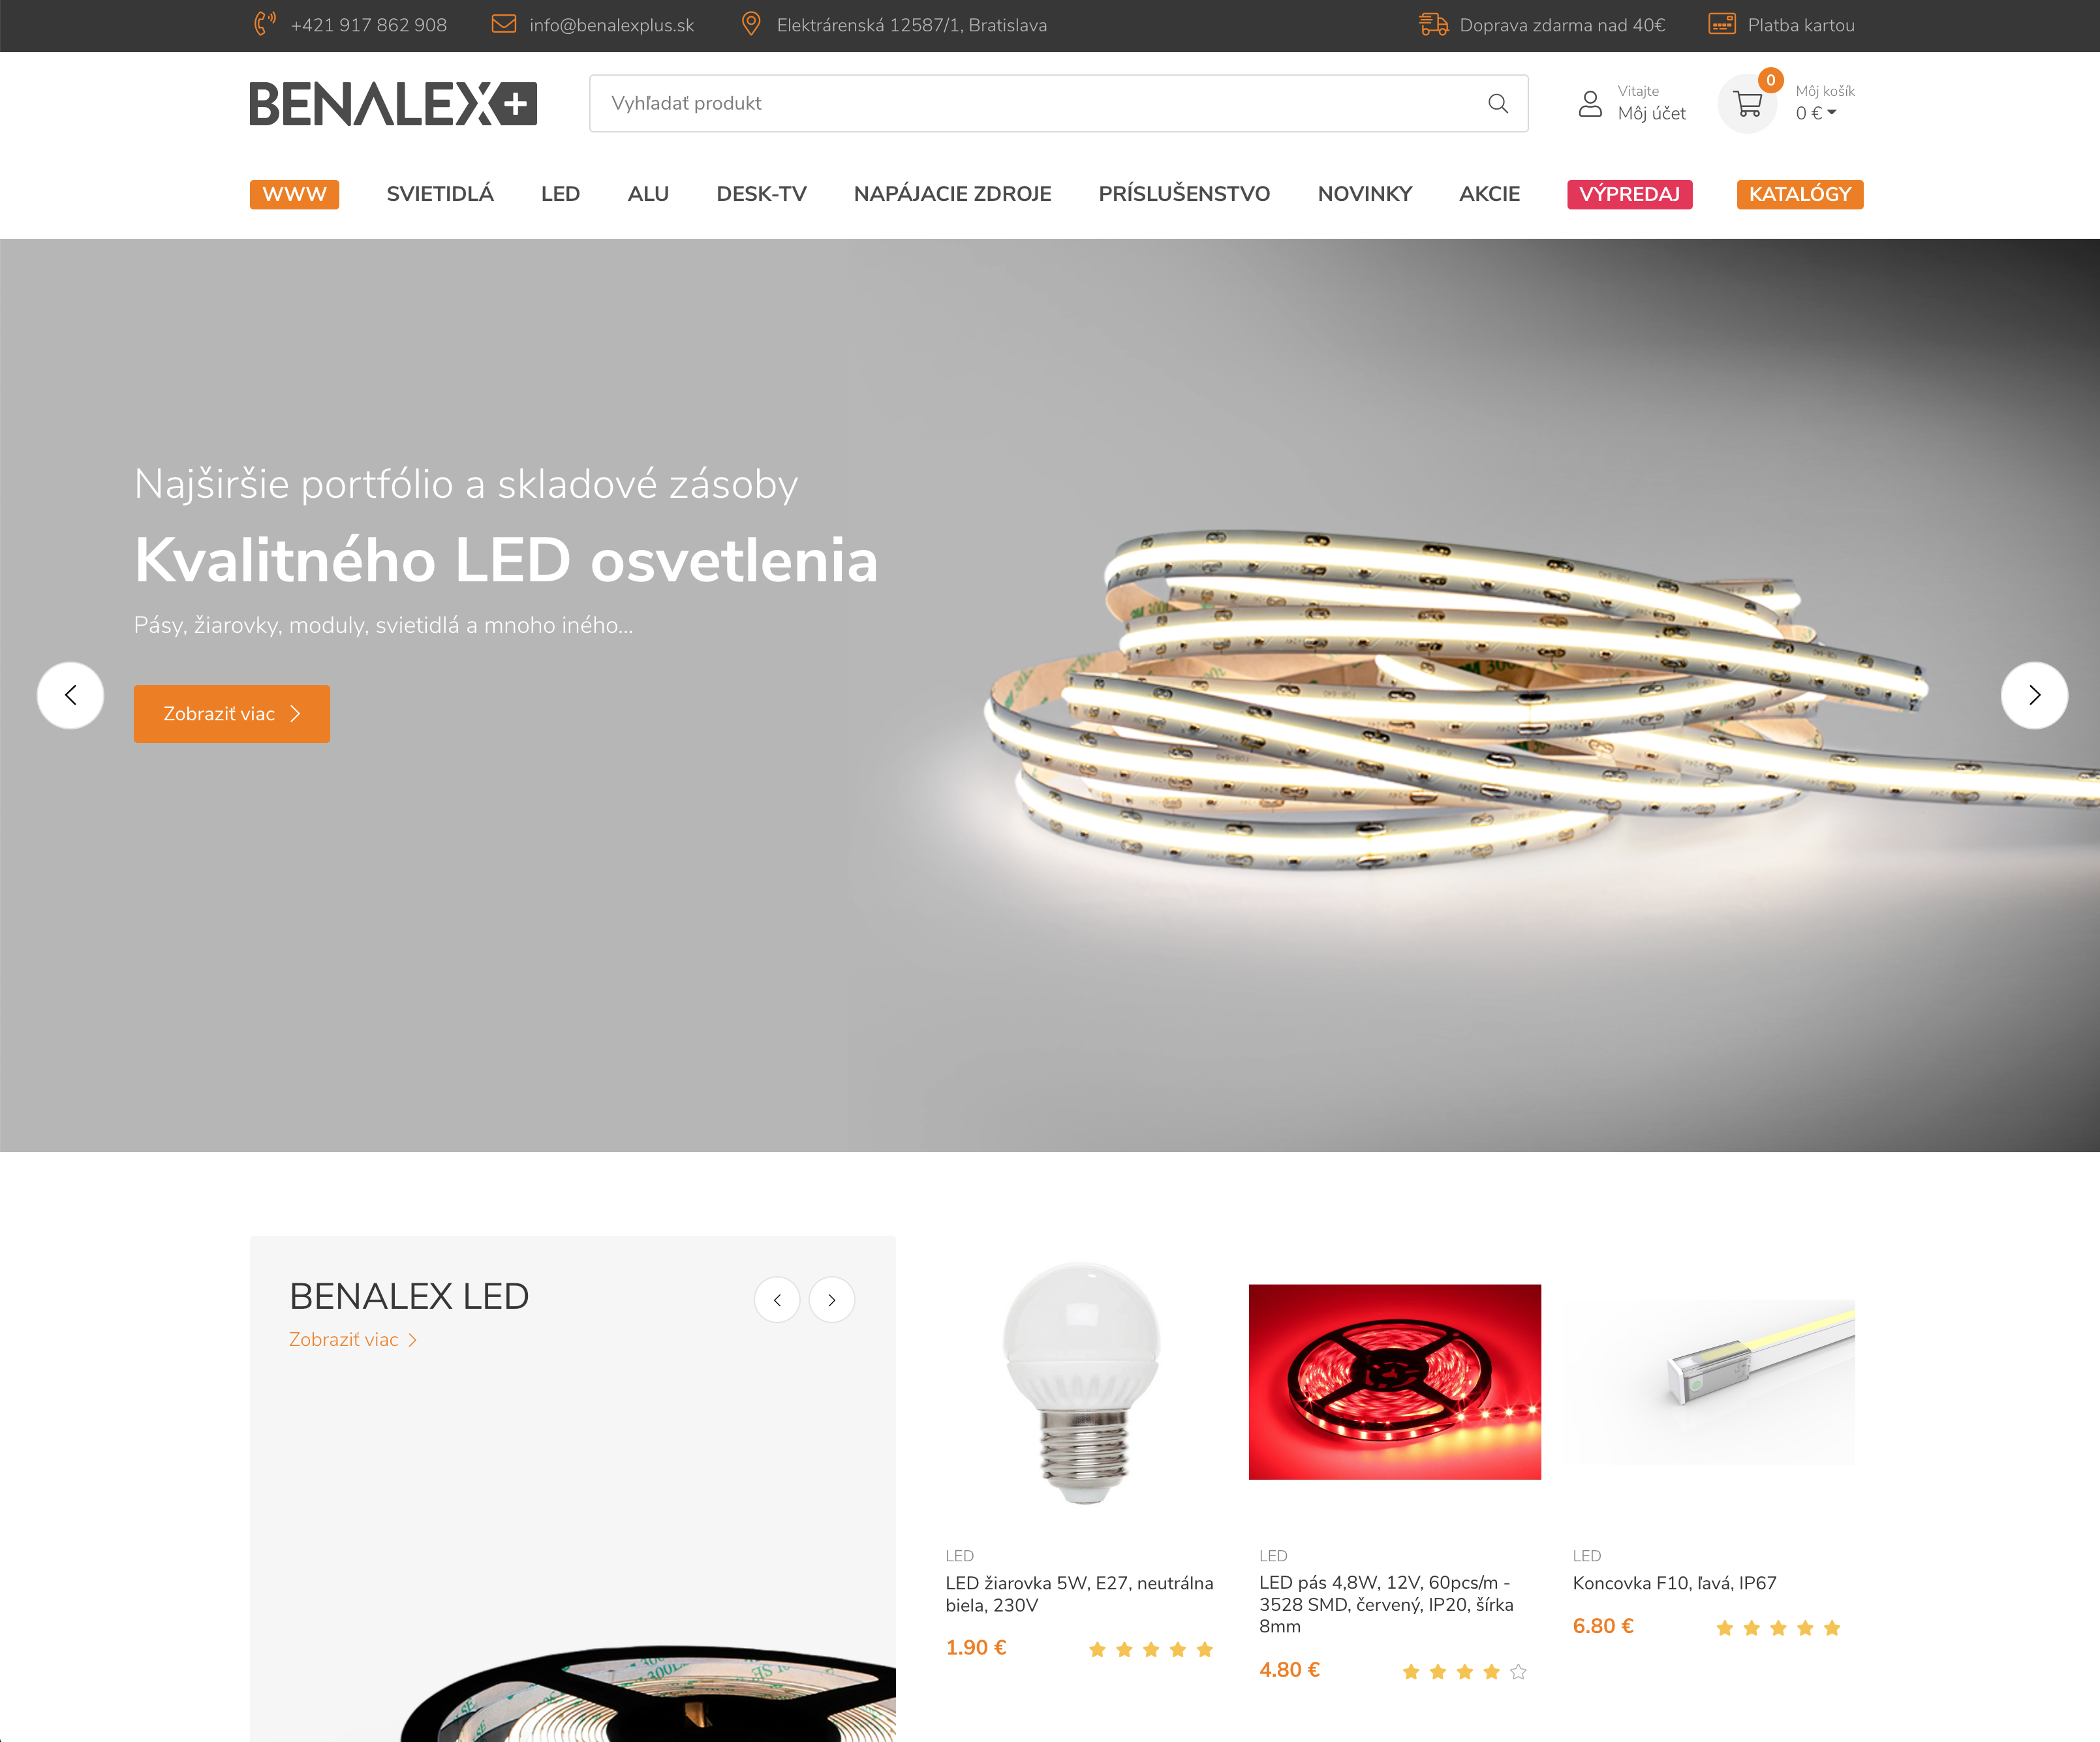 +421 917 862 908
info@benalexplus.sk
Elektrárenská 12587/1, Bratislava
Doprava zdarma nad 40€
Platba kartou
BENALEX+
Vyhľadať produkt
Vitajte
Môj účet
0
Môj košík
0 €
WWW
SVIETIDLÁ
LED
ALU
DESK-TV
NAPÁJACIE ZDROJE
PRÍSLUŠENSTVO
NOVINKY
AKCIE
VÝPREDAJ
KATALÓGY
Najširšie portfólio a skladové zásoby
Kvalitného LED osvetlenia
Pásy, žiarovky, moduly, svietidlá a mnoho iného...
Zobraziť viac
BENALEX LED
Zobraziť viac
LED
LED žiarovka 5W, E27, neutrálna
biela, 230V
1.90 €
LED
LED pás 4,8W, 12V, 60pcs/m -
3528 SMD, červený, IP20, šírka
8mm
4.80 €
LED
Koncovka F10, ľavá, IP67
6.80 €